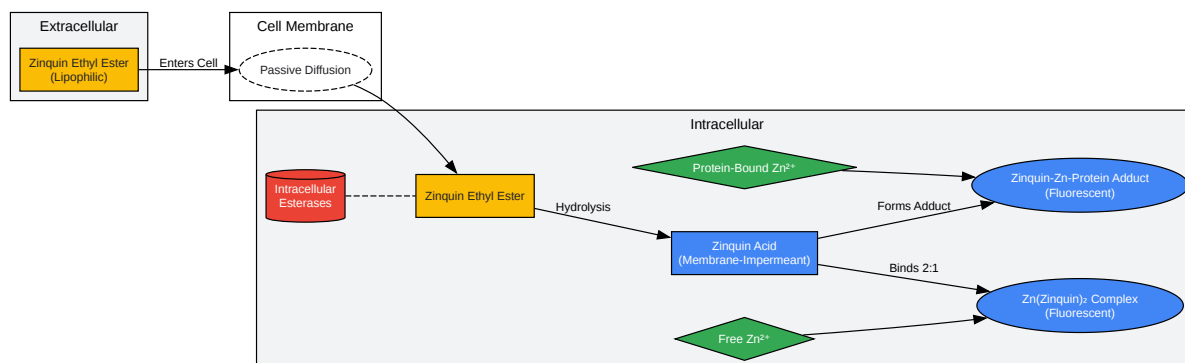 Extracellular
Cell Membrane
Zinquin Ethyl Ester
(Lipophilic)
Enters Cell
Passive Diffusion
Intracellular
Protein-Bound Zn²⁺
Zinquin-Zn-Protein Adduct
(Fluorescent)
Intracellular
Esterases
Zinquin Ethyl Ester
Hydrolysis
Forms Adduct
Zinquin Acid
(Membrane-Impermeant)
Binds 2:1
Zn(Zinquin)₂ Complex
(Fluorescent)
Free Zn²⁺